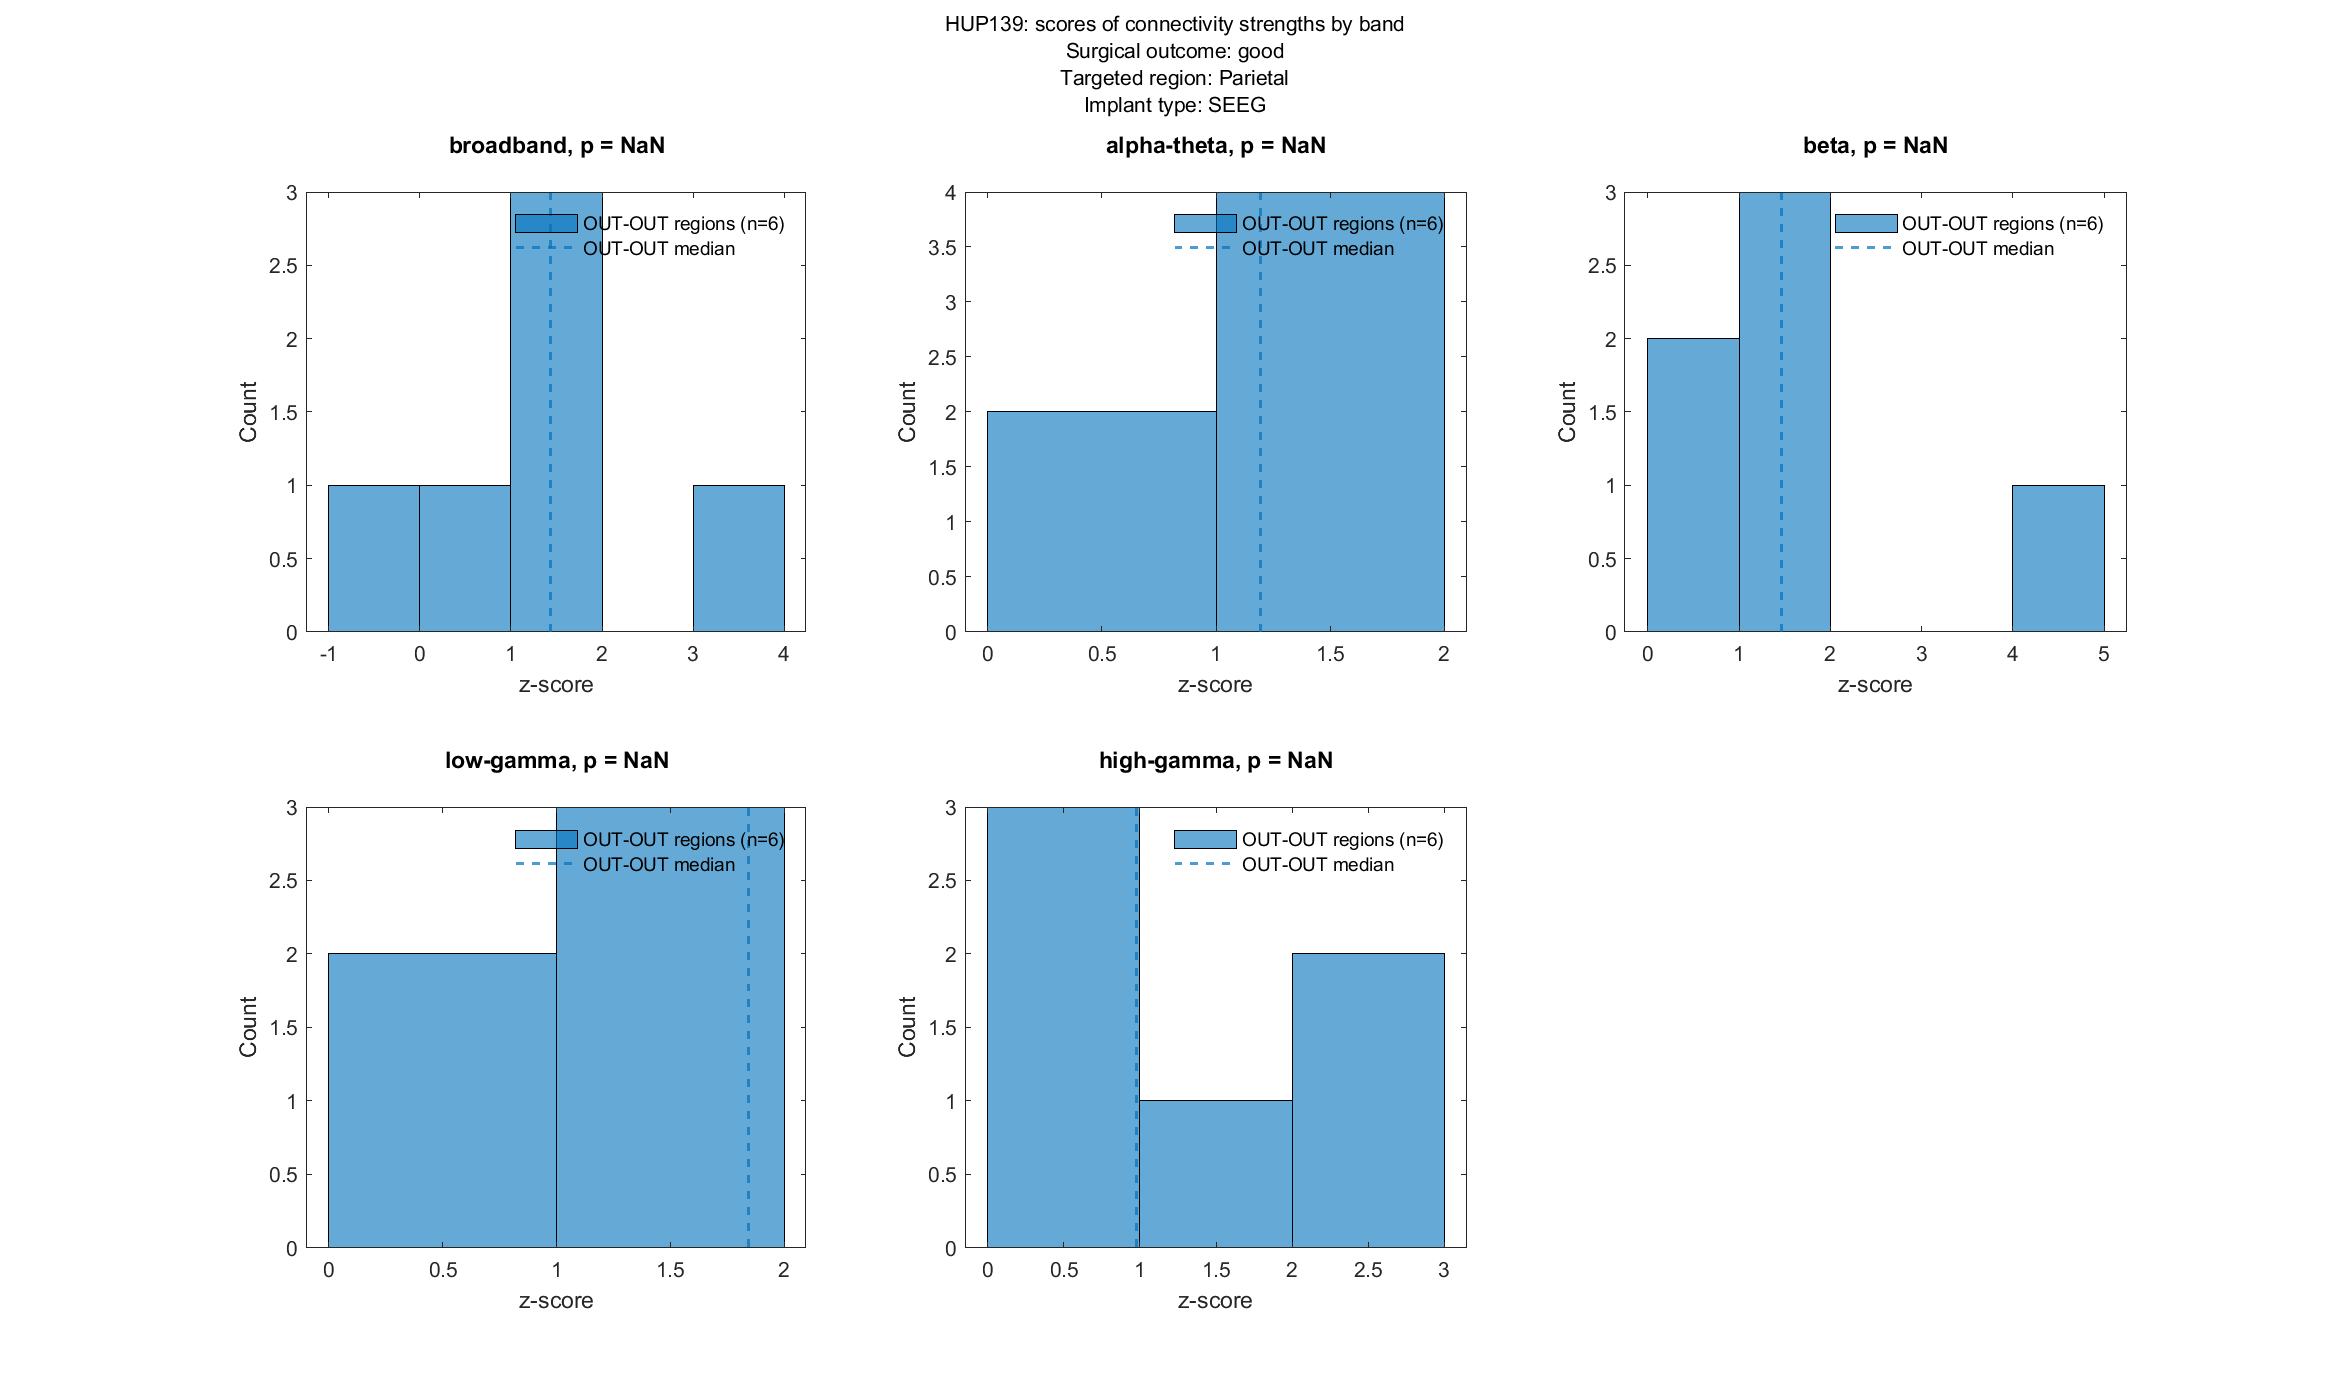 HUP139: scores of connectivity strengths by band
Surgical outcome: good
Targeted region: Parietal
Implant type: SEEG
broadband, p = NaN
3
2.5
2
1.5
1
0.5
0
Count
OUT-OUT regions (n=6)
OUT-OUT median
-1 0 1 2 3 4
z-score
alpha-theta, p = NaN
4
3.5
3
2.5
2
1.5
1
0.5
0
Count
OUT-OUT regions (n=6)
OUT-OUT median
0 0.5 1 1.5 2
z-score
beta, p = NaN
3
2.5
2
1.5
1
0.5
0
Count
OUT-OUT regions (n=6)
OUT-OUT median
0 1 2 3 4 5
z-score
low-gamma, p = NaN
3
2.5
2
1.5
1
0.5
0
Count
OUT-OUT regions (n=6)
OUT-OUT median
0 0.5 1 1.5 2
z-score
high-gamma, p = NaN
3
2.5
2
1.5
1
0.5
0
Count
OUT-OUT regions (n=6)
OUT-OUT median
0 0.5 1 1.5 2 2.5 3
z-score